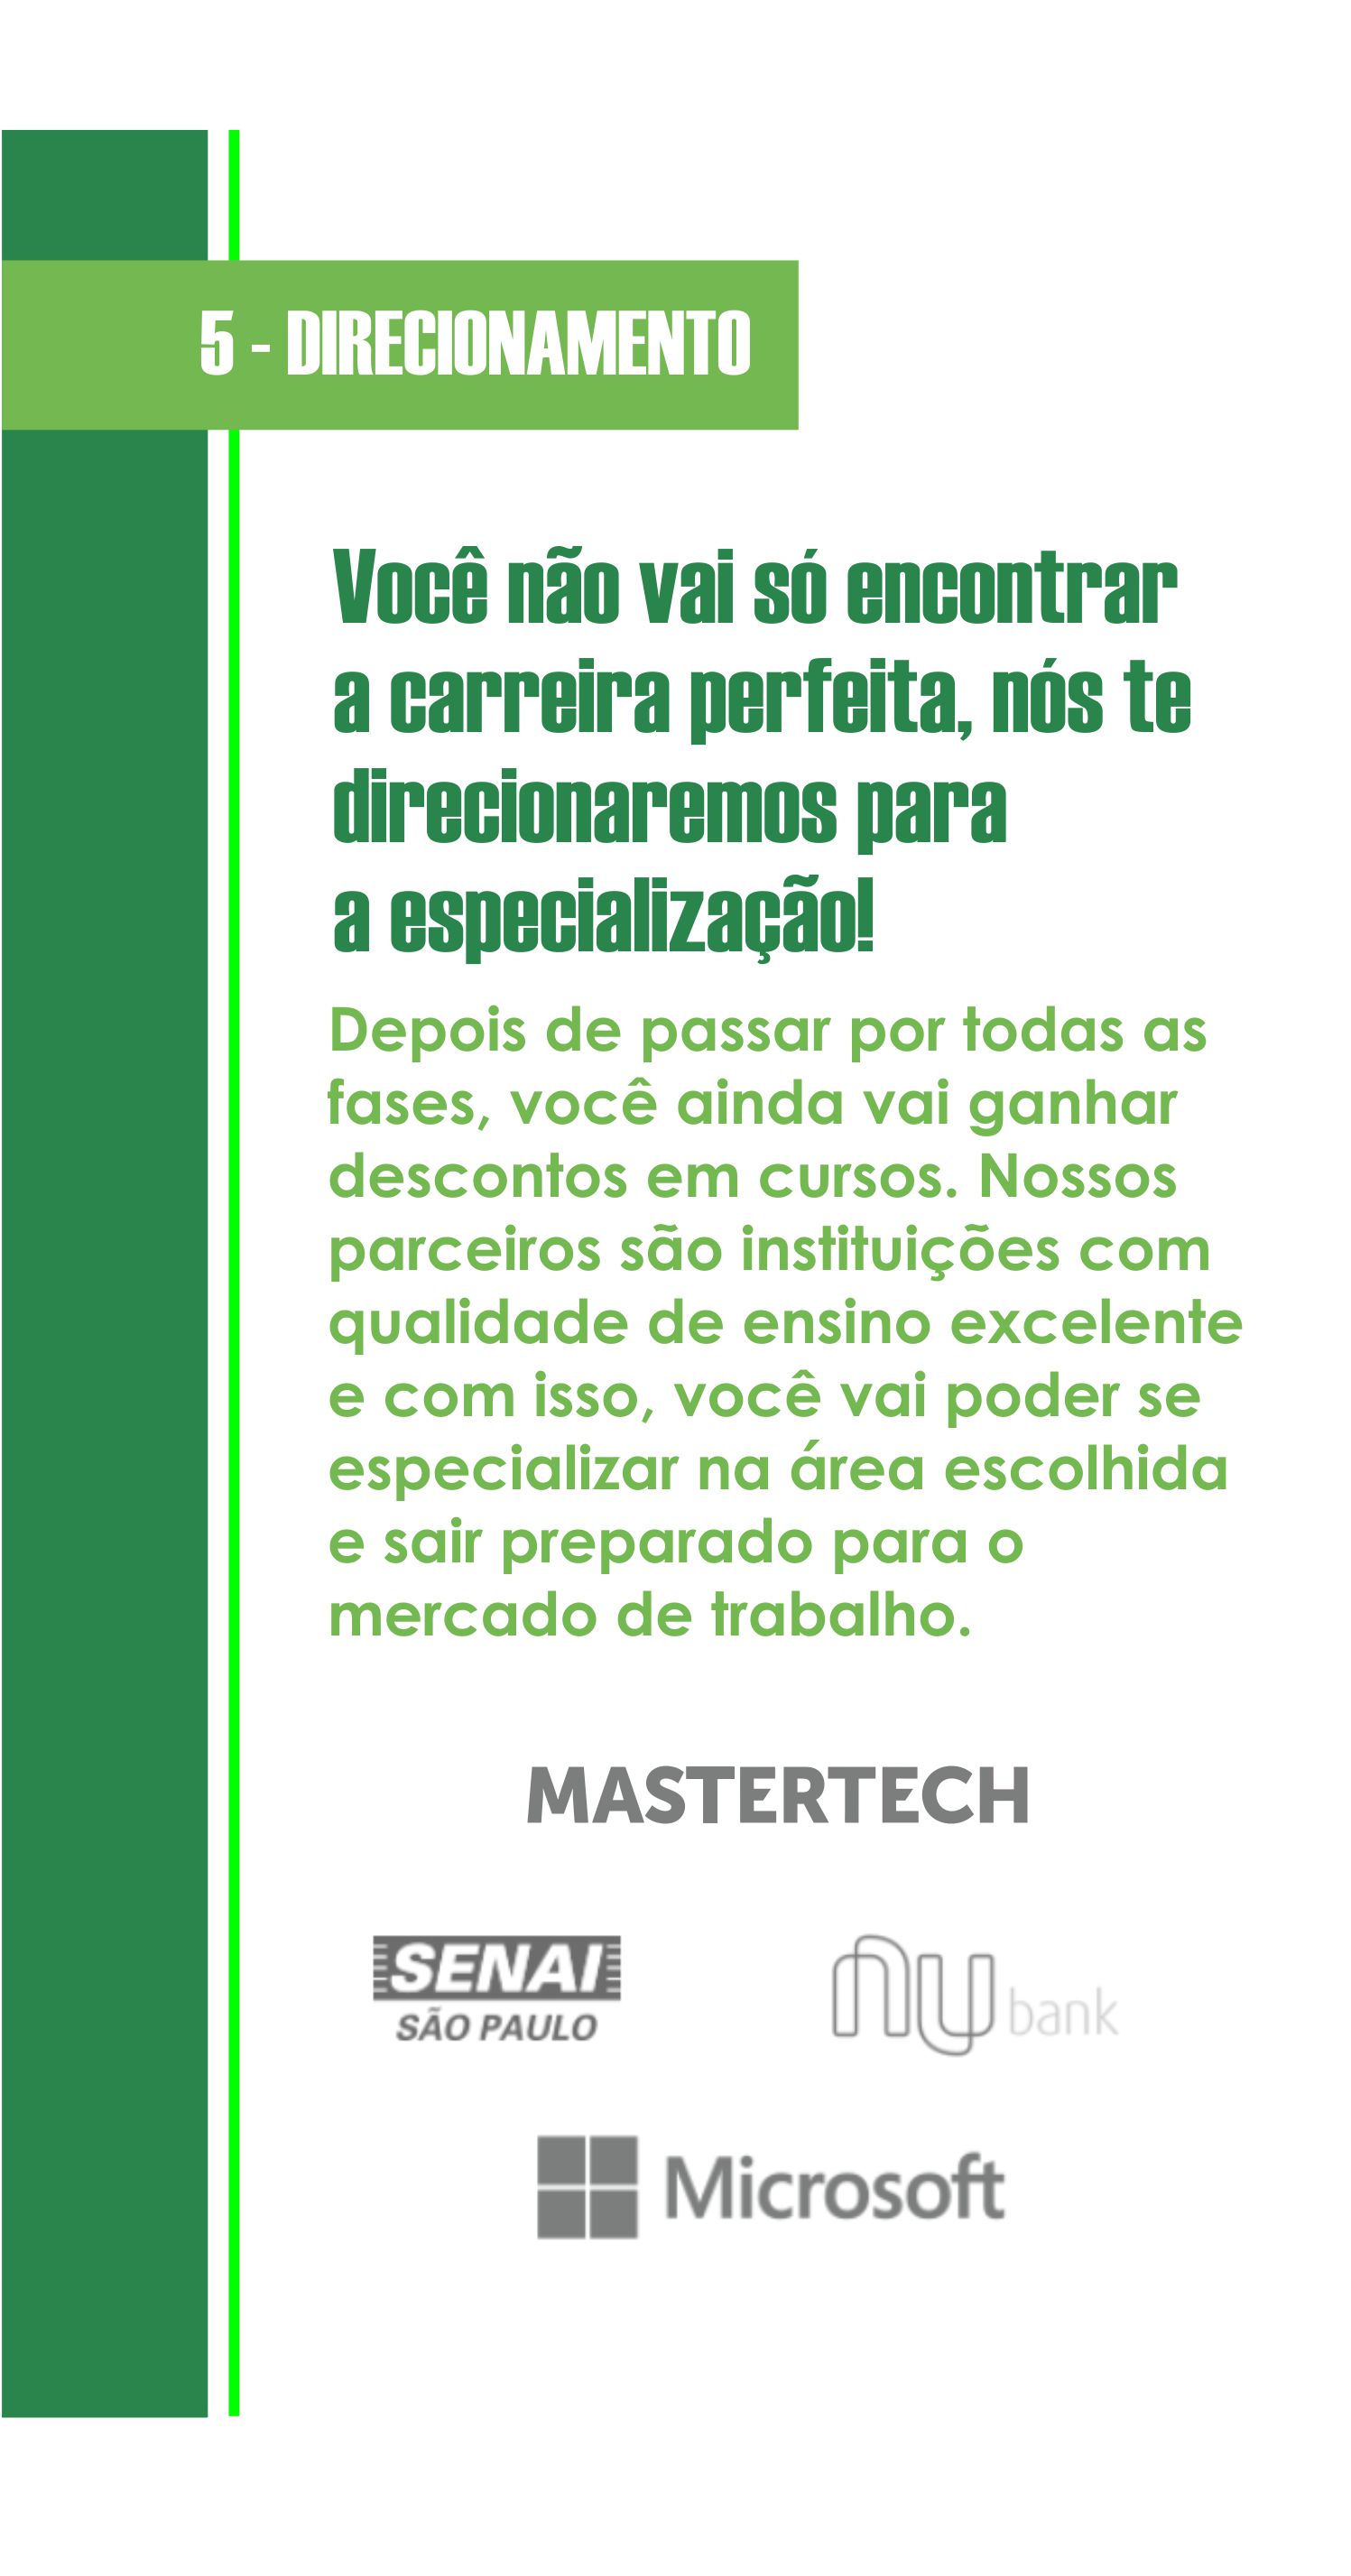 5 - DIRECIONAMENTO
Você não vai só encontrar
a carreira perfeita, nós te
direcionaremos para
a especialização!
Depois de passar por todas as
fases, você ainda vai ganhar
descontos em cursos. Nossos
parceiros são instituições com
qualidade de ensino excelente
e com isso, você vai poder se
especializar na área escolhida
e sair preparado para o
mercado de trabalho.
MASTERTECH
SENAI
SÃO PAULO
nu bank
Microsoft